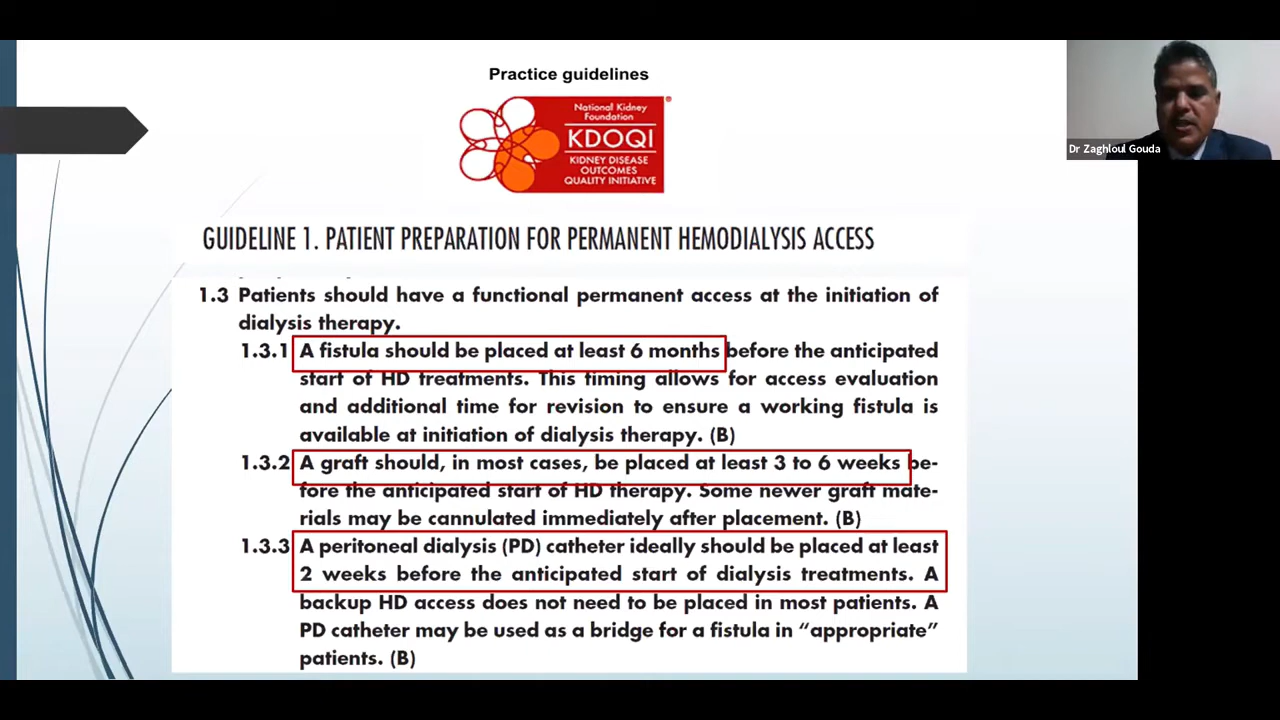 Practice guidelines
National Kidney
Foundation
KDOQI
KIDNEY DISEASE
OUTCOMES
QUALITY INITIATIVE
®
Dr Zaghloul Gouda
GUIDELINE 1. PATIENT PREPARATION FOR PERMANENT HEMODIALYSIS ACCESS
1.3 Patients should have a functional permanent access at the initiation of
dialysis therapy.
1.3.1 A fistula should be placed at least 6 months before the anticipated
start of HD treatments. This timing allows for access evaluation
and additional time for revision to ensure a working fistula is
available at initiation of dialysis therapy. (B)
1.3.2 A graft should, in most cases, be placed at least 3 to 6 weeks be-
fore the anticipated start of HD therapy. Some newer graft mate-
rials may be cannulated immediately after placement. (B)
1.3.3 A peritoneal dialysis (PD) catheter ideally should be placed at least
2 weeks before the anticipated start of dialysis treatments. A
backup HD access does not need to be placed in most patients. A
PD catheter may be used as a bridge for a fistula in “appropriate”
patients. (B)